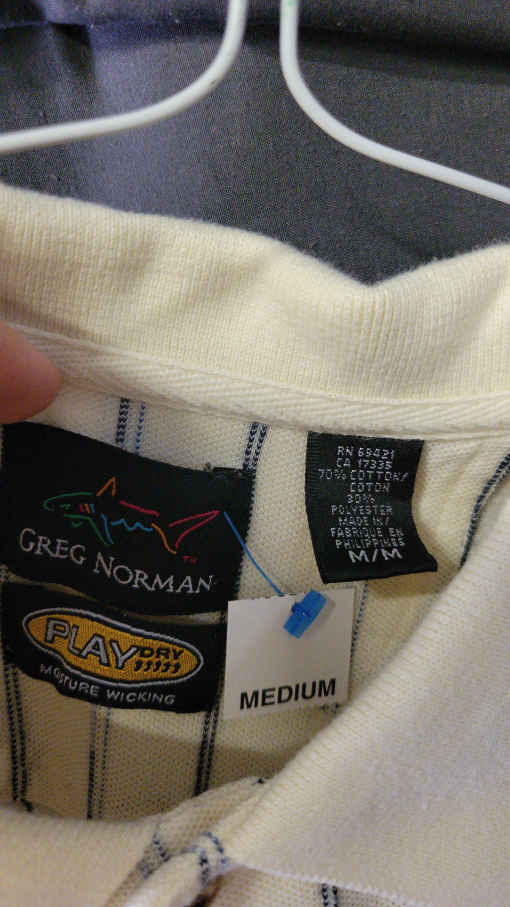 GREG NORMAN™
PLAY DRY
MOISTURE WICKING
RN 69421
CA 17335
70% COTTON/
COTON
30%
POLYESTER
MADE IN/
FABRIQUE EN
PHILIPPINES
M/M
MEDIUM